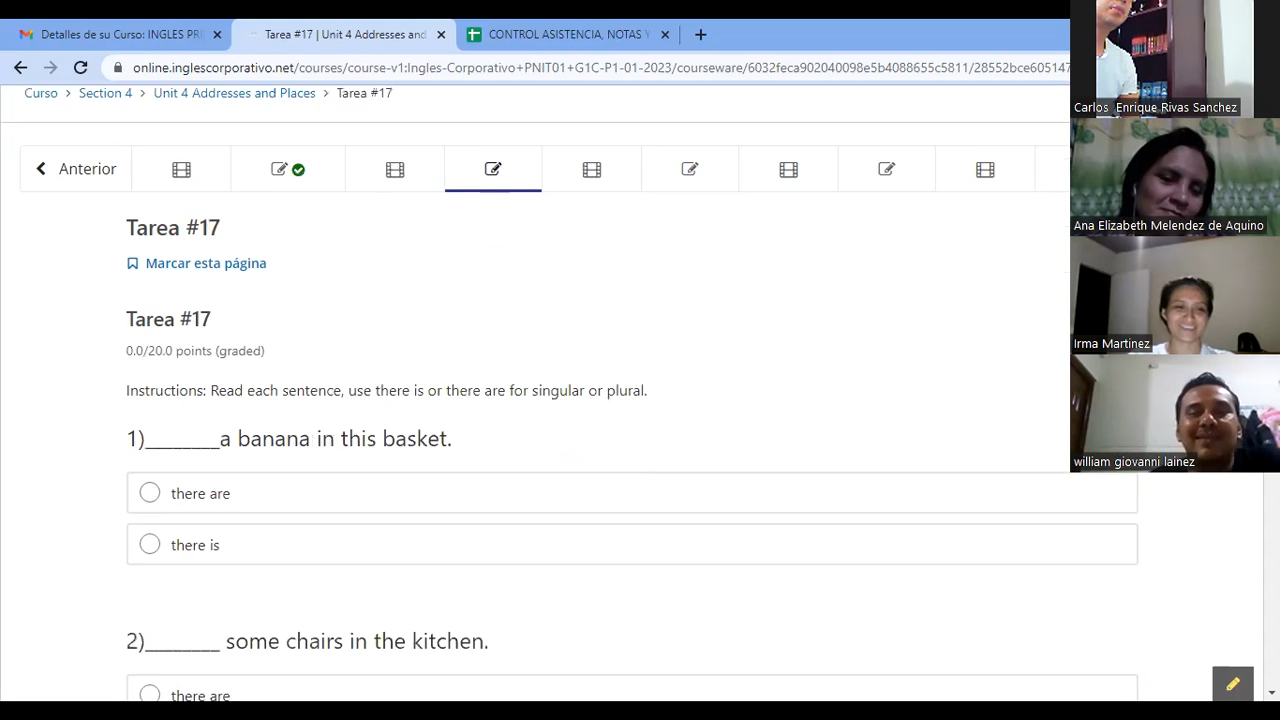 Detalles de su Curso: INGLES PRI
Tarea #17 | Unit 4 Addresses and
CONTROL ASISTENCIA, NOTAS Y
online.inglescorporativo.net/courses/course-v1:Ingles-Corporativo+PNIT01+G1C-P1-01-2023/courseware/6032feca902040098e5b4088655c5811/28552bce605147
Curso > Section 4 > Unit 4 Addresses and Places > Tarea #17
Anterior
Tarea #17
Marcar esta página
Tarea #17
0.0/20.0 points (graded)
Instructions: Read each sentence, use there is or there are for singular or plural.
1)________a banana in this basket.
there are
there is
2)________ some chairs in the kitchen.
there are
Carlos Enrique Rivas Sanchez
Ana Elizabeth Melendez de Aquino
Irma Martinez
william giovanni lainez